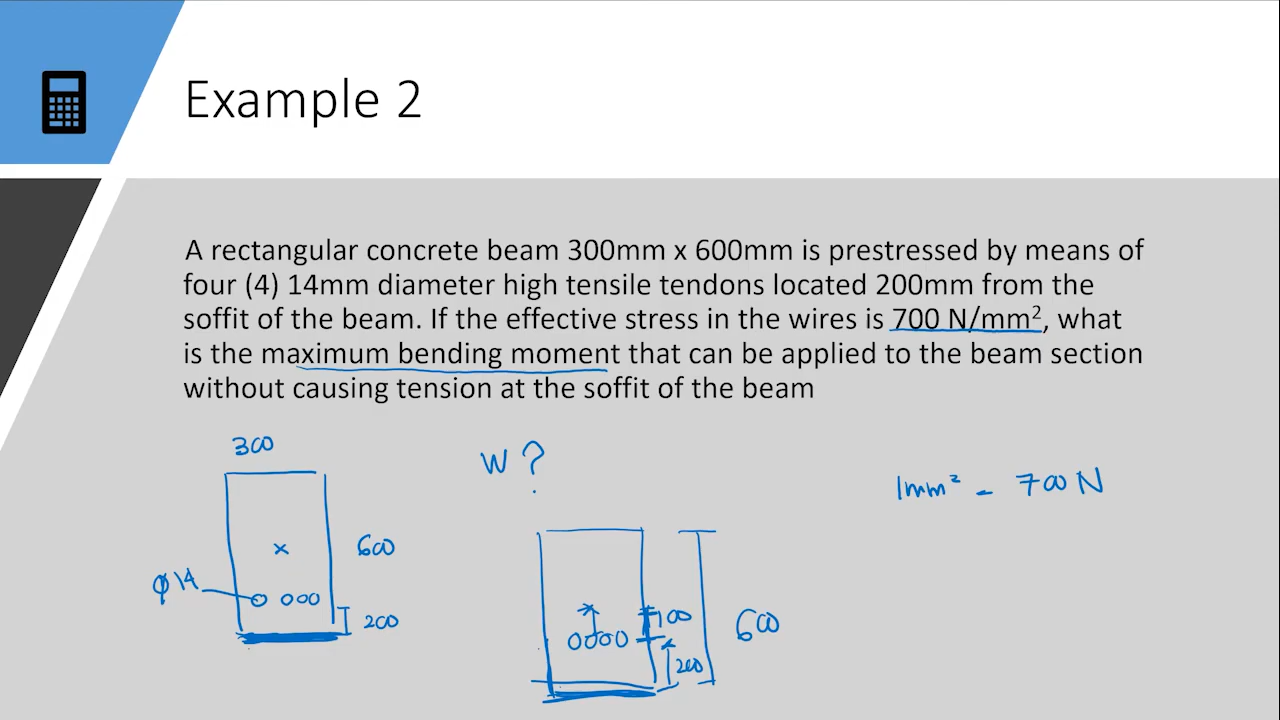 Example 2
A rectangular concrete beam 300mm x 600mm is prestressed by means of
four (4) 14mm diameter high tensile tendons located 200mm from the
soffit of the beam. If the effective stress in the wires is 700 N/mm², what
is the maximum bending moment that can be applied to the beam section
without causing tension at the soffit of the beam
300
W ?
1mm² - 700 N
600
φ14
200
100
600
200